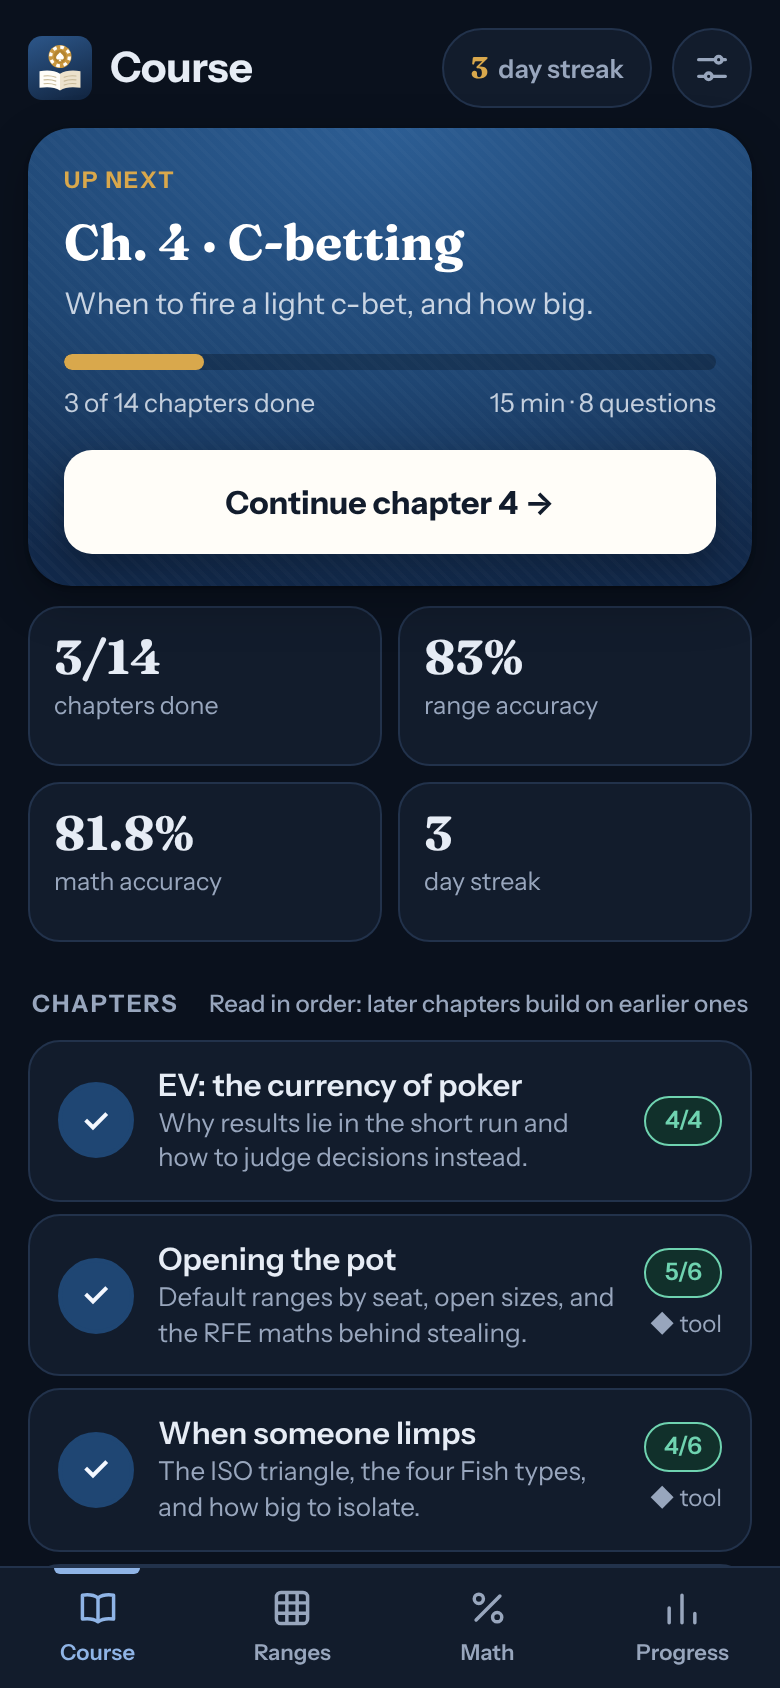 Course
3 day streak
UP NEXT
Ch. 4 · C-betting
When to fire a light c-bet, and how big.
3 of 14 chapters done
15 min · 8 questions
Continue chapter 4 →
3/14
chapters done
83%
range accuracy
81.8%
math accuracy
3
day streak
CHAPTERS
Read in order: later chapters build on earlier ones
EV: the currency of poker
Why results lie in the short run and
how to judge decisions instead.
4/4
Opening the pot
Default ranges by seat, open sizes, and
the RFE maths behind stealing.
5/6
◆ tool
When someone limps
The ISO triangle, the four Fish types,
and how big to isolate.
4/6
◆ tool
Course
Ranges
Math
Progress